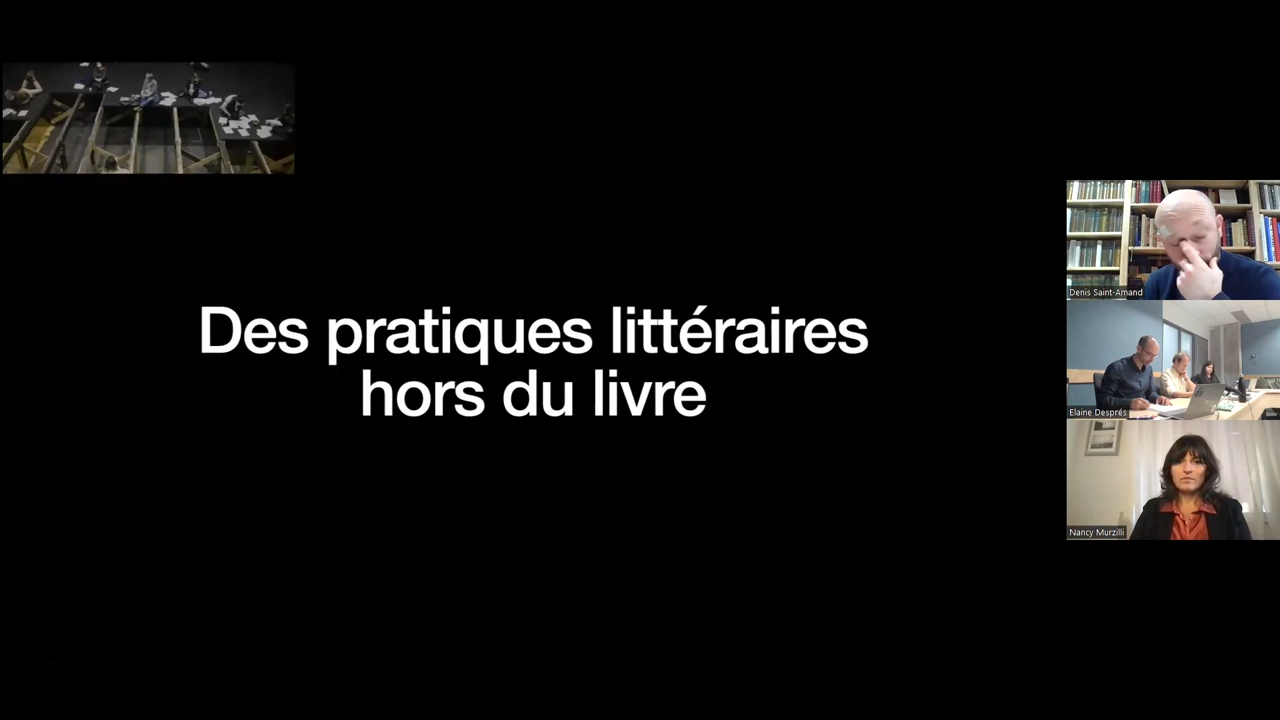 Des pratiques littéraires
hors du livre
Denis Saint-Amand
Elaine Després
Nancy Murzilli